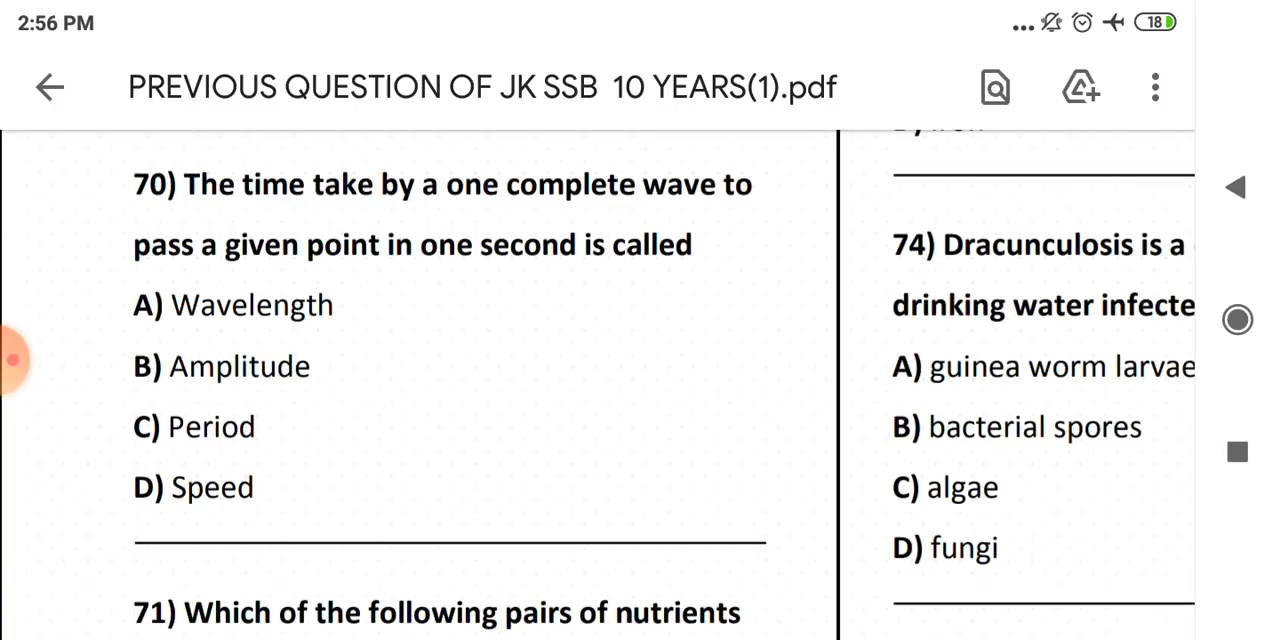 2:56 PM
18
PREVIOUS QUESTION OF JK SSB 10 YEARS(1).pdf
70) The time take by a one complete wave to
pass a given point in one second is called
A) Wavelength
B) Amplitude
C) Period
D) Speed
71) Which of the following pairs of nutrients
74) Dracunculosis is a
drinking water infecte
A) guinea worm larvae
B) bacterial spores
C) algae
D) fungi